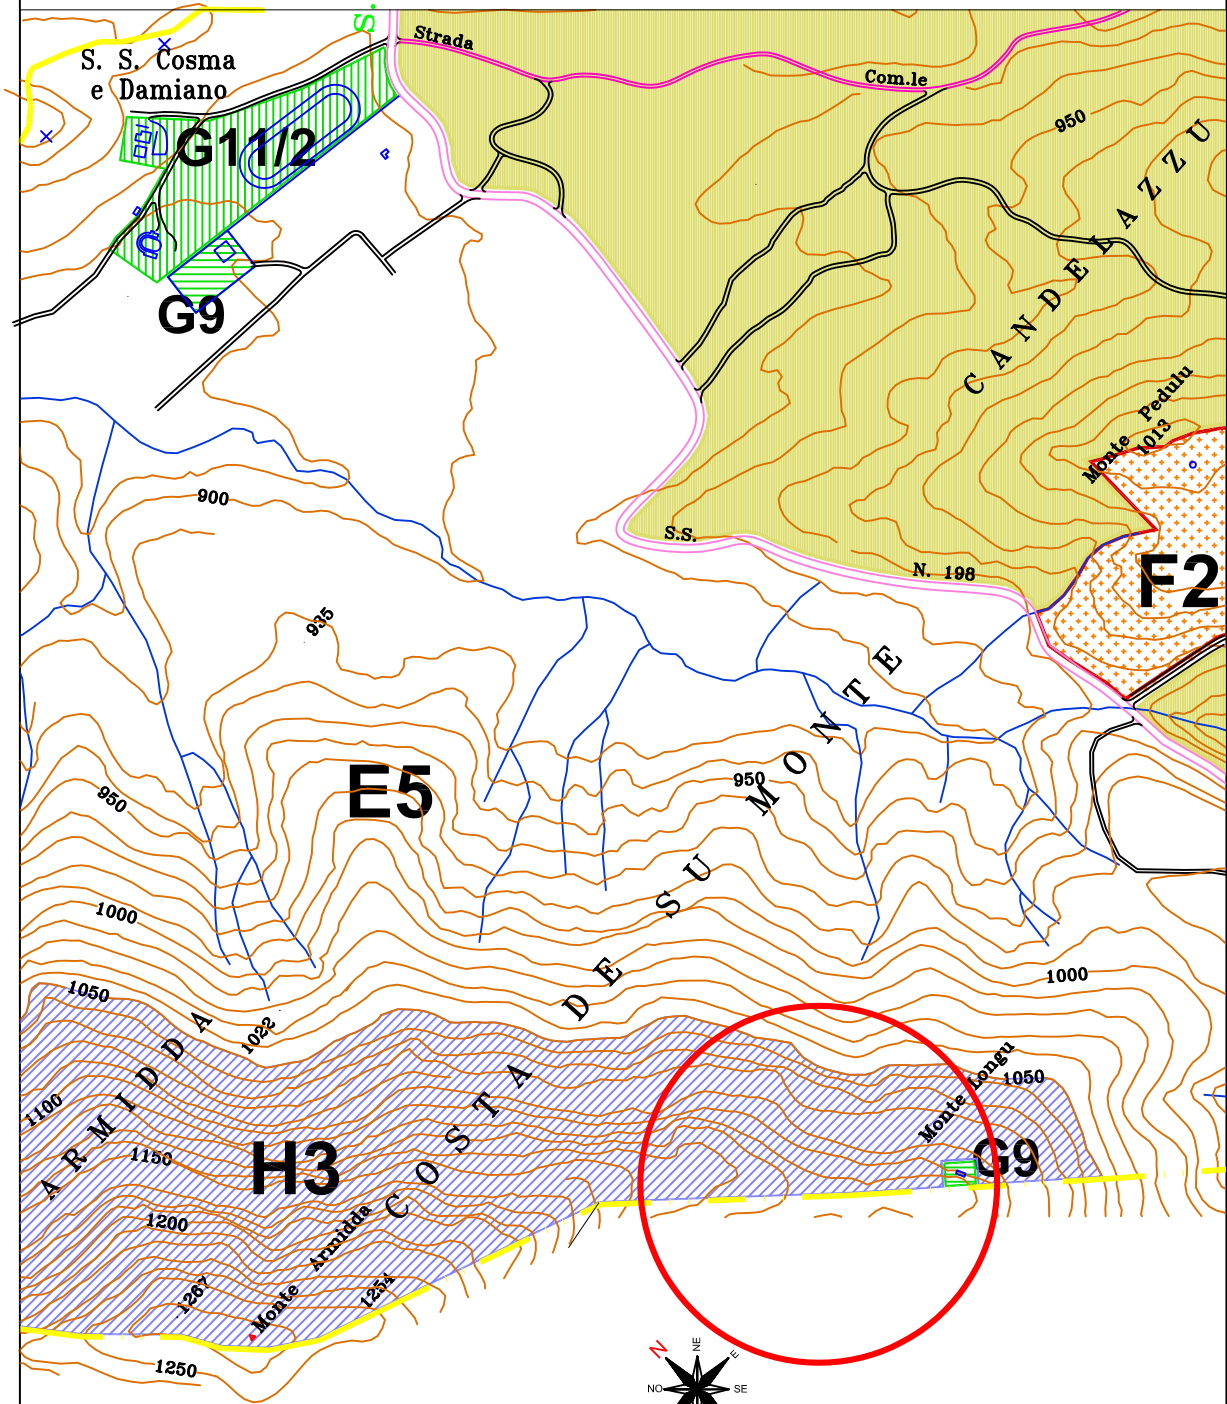 S.
Strada
S. S. Cosma
e Damiano
Com.le
950
G11/2
CANDELAZZU
G9
Monte Pedulu
1013
900
S.S.
N. 198
F2
935
950
E5
950
COSTA DE SU MONTE
1000
1000
1050
1022
ARMIDDA
Monte Longu
1050
1100
1150
G9
H3
1200
Monte Armidda
1267
1254
1250
N
NE
E
NO
SE